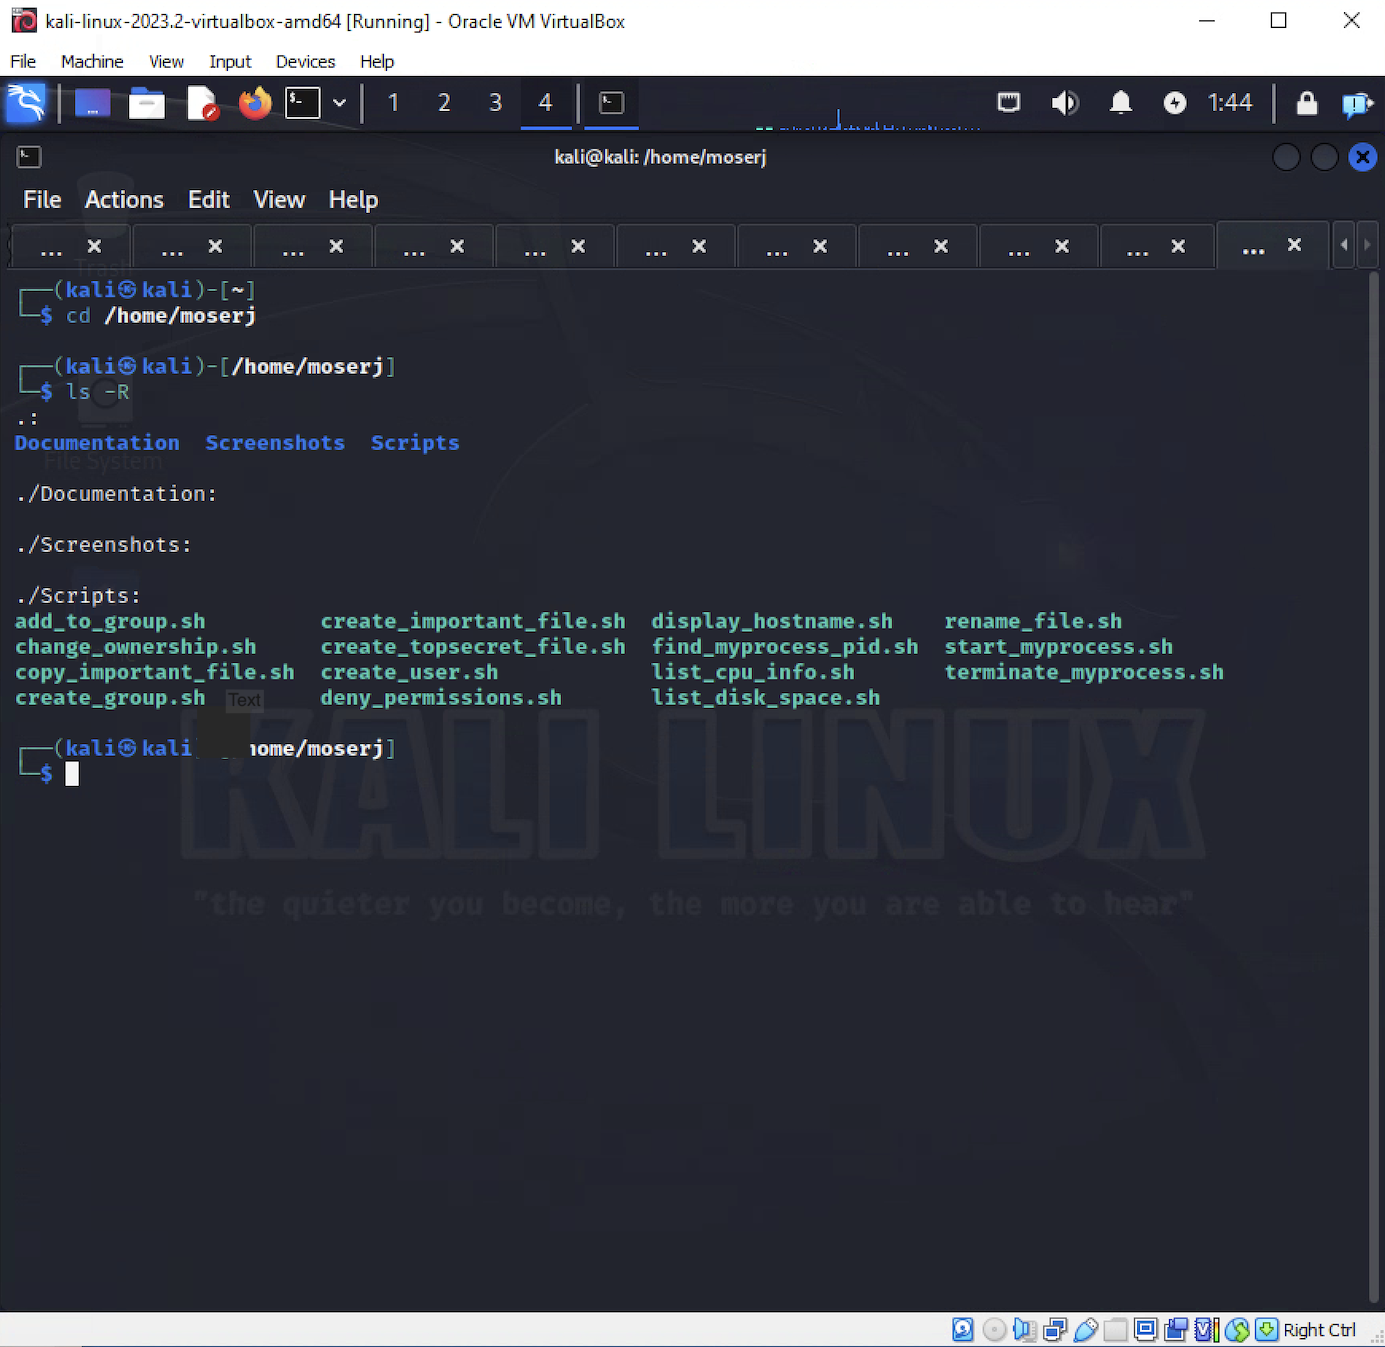 kali-linux-2023.2-virtualbox-amd64 [Running] - Oracle VM VirtualBox
File Machine View Input Devices Help
1 2 3 4 1:44
kali@kali: /home/moserj
File Actions Edit View Help
... ... ... ... ... ... ... ... ... ... ...
Trash
(kali㉿kali)-[~]
$ cd /home/moserj
(kali㉿kali)-[/home/moserj]
$ ls -R
.:
Documentation Screenshots Scripts
File System
./Documentation:
./Screenshots:
./Scripts:
add_to_group.sh create_important_file.sh display_hostname.sh rename_file.sh
change_ownership.sh create_topsecret_file.sh find_myprocess_pid.sh start_myprocess.sh
copy_important_file.sh create_user.sh list_cpu_info.sh terminate_myprocess.sh
create_group.sh deny_permissions.sh list_disk_space.sh
Text
(kali㉿kali home/moserj]
$
KALI LINUX
"the quieter you become, the more you are able to hear"
Right Ctrl